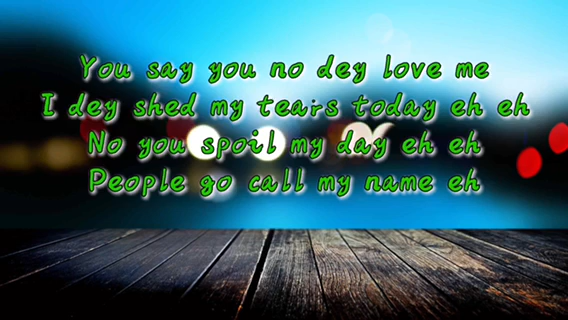 You say you no dey love me
I dey shed my tears today eh eh
No you spoil my day eh eh
People go call my name eh